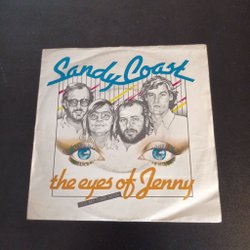 Sandy Coast
the eyes of Jenny